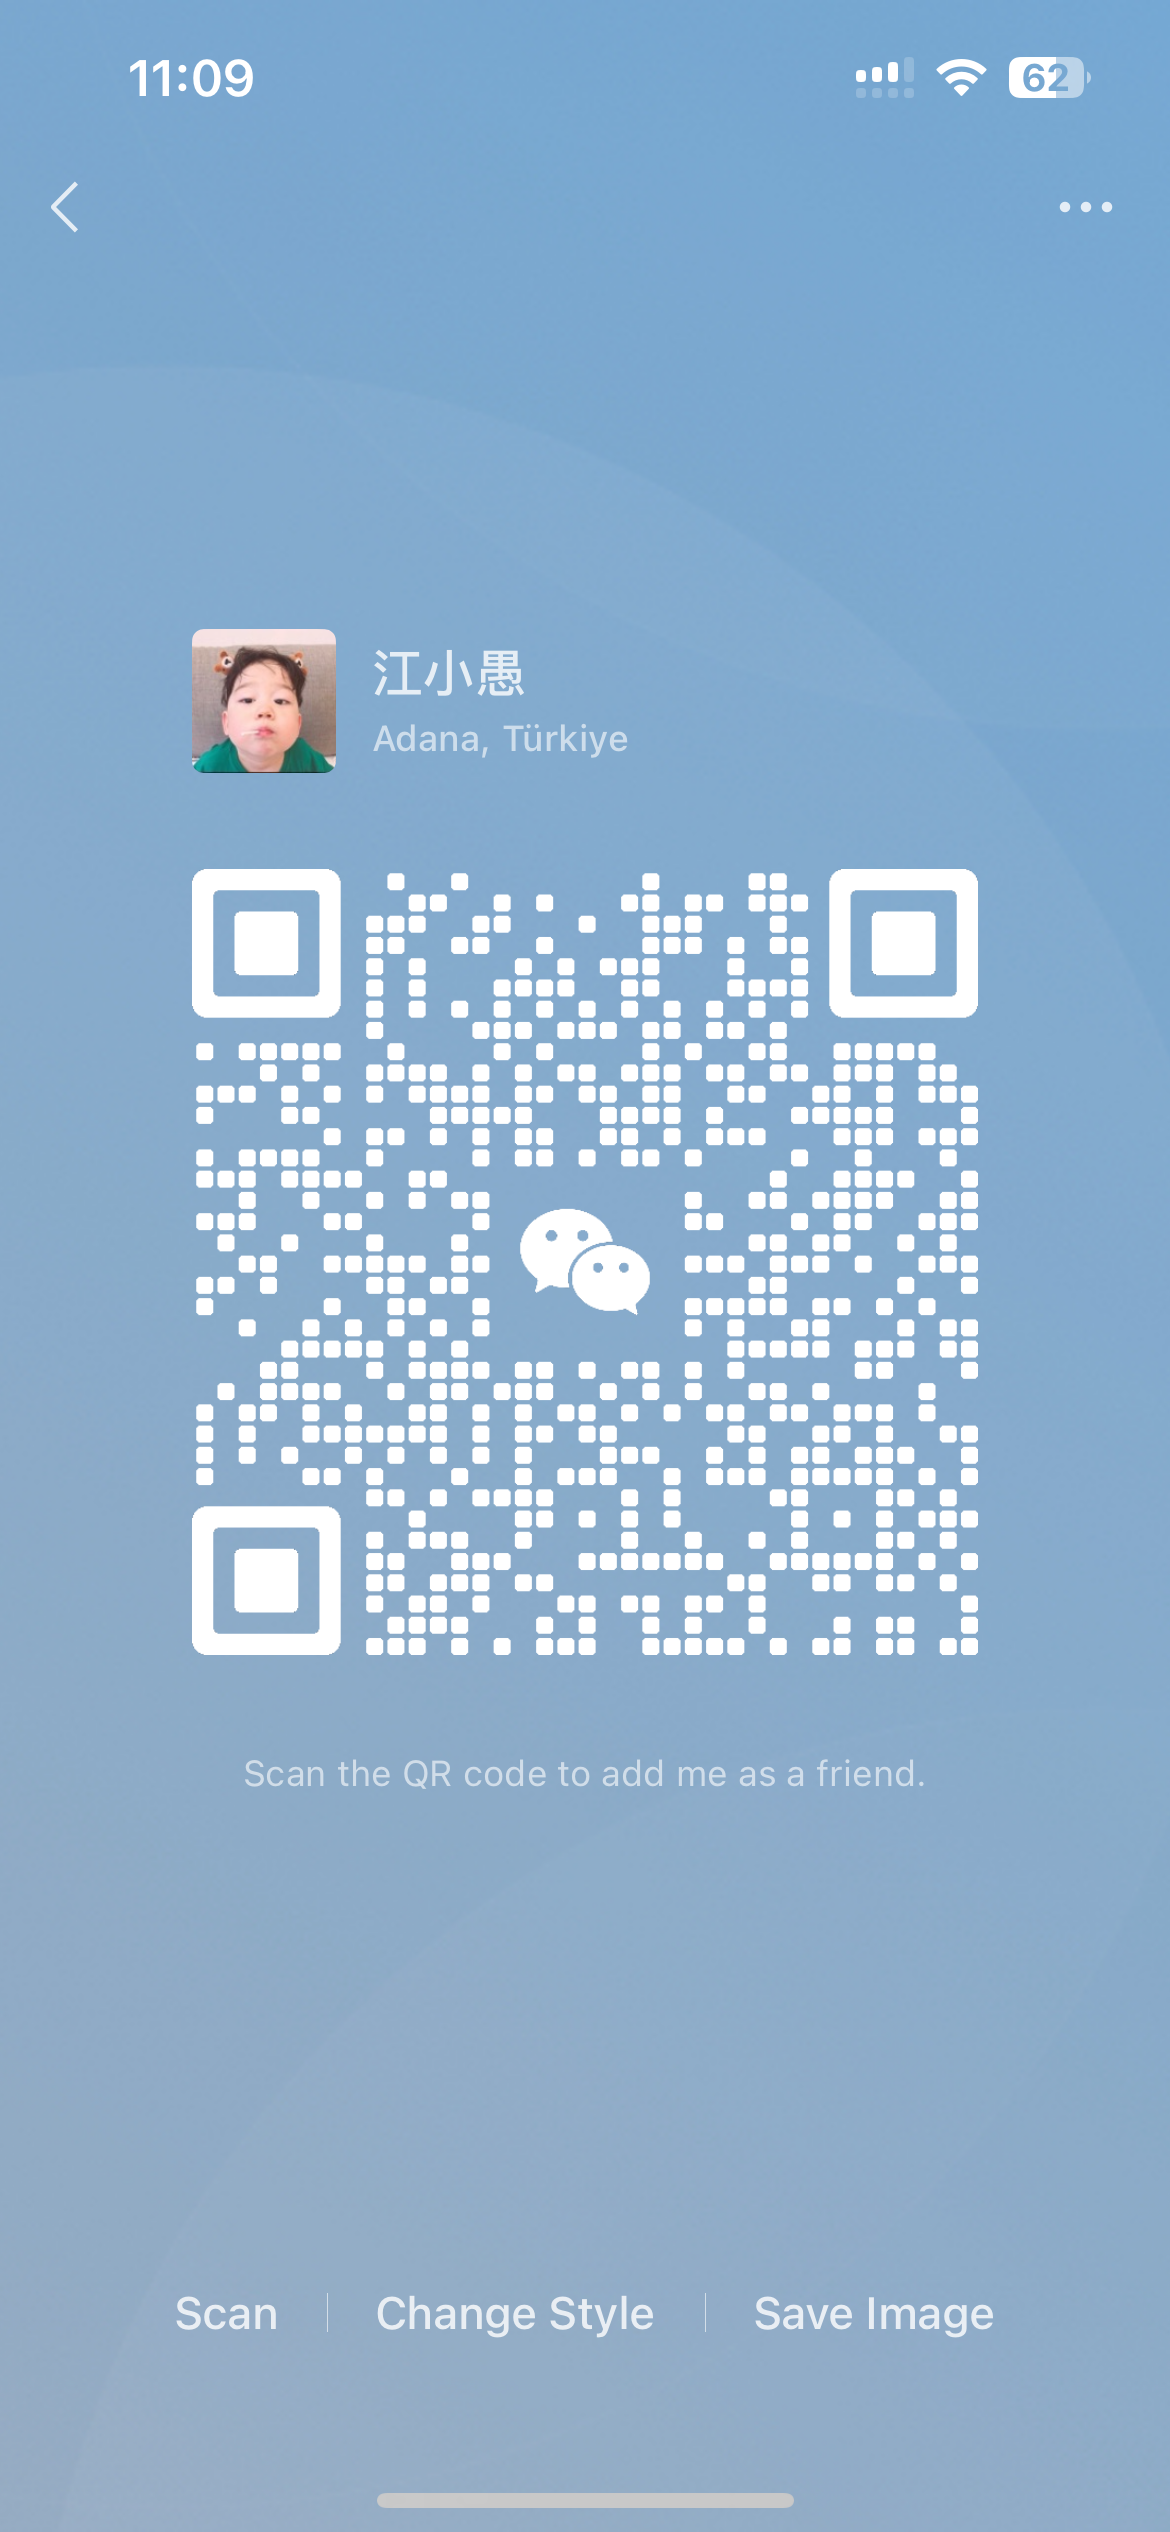 11:09
62
江小愚
Adana, Türkiye
Scan the QR code to add me as a friend.
Scan
Change Style
Save Image